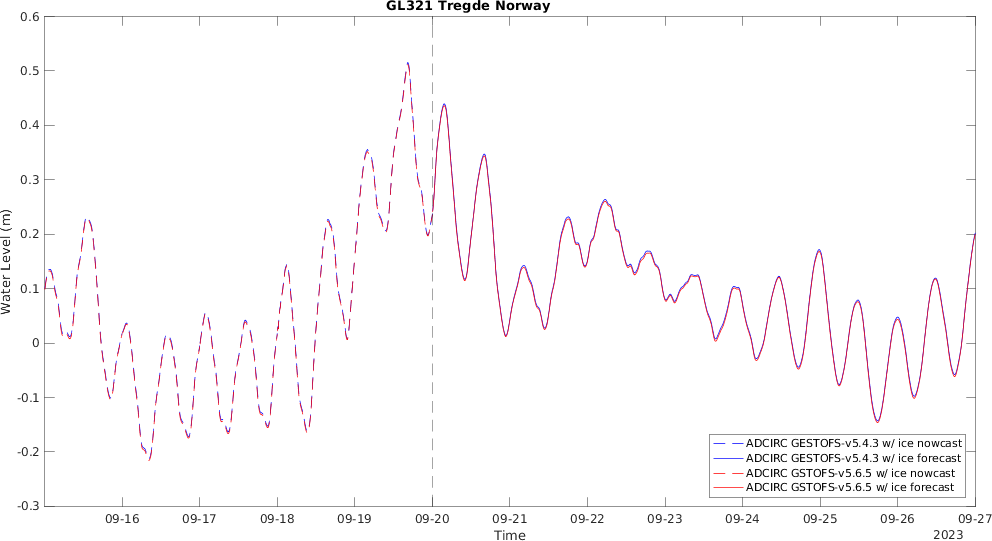 GL321 Tregde Norway
0.6
0.5
0.4
0.3
0.2
0.1
0
-0.1
-0.2
-0.3
Water Level (m)
ADCIRC GESTOFS-v5.4.3 w/ ice nowcast
ADCIRC GESTOFS-v5.4.3 w/ ice forecast
ADCIRC GSTOFS-v5.6.5 w/ ice nowcast
ADCIRC GSTOFS-v5.6.5 w/ ice forecast
09-16 09-17 09-18 09-19 09-20 09-21 09-22 09-23 09-24 09-25 09-26 09-27
Time
2023